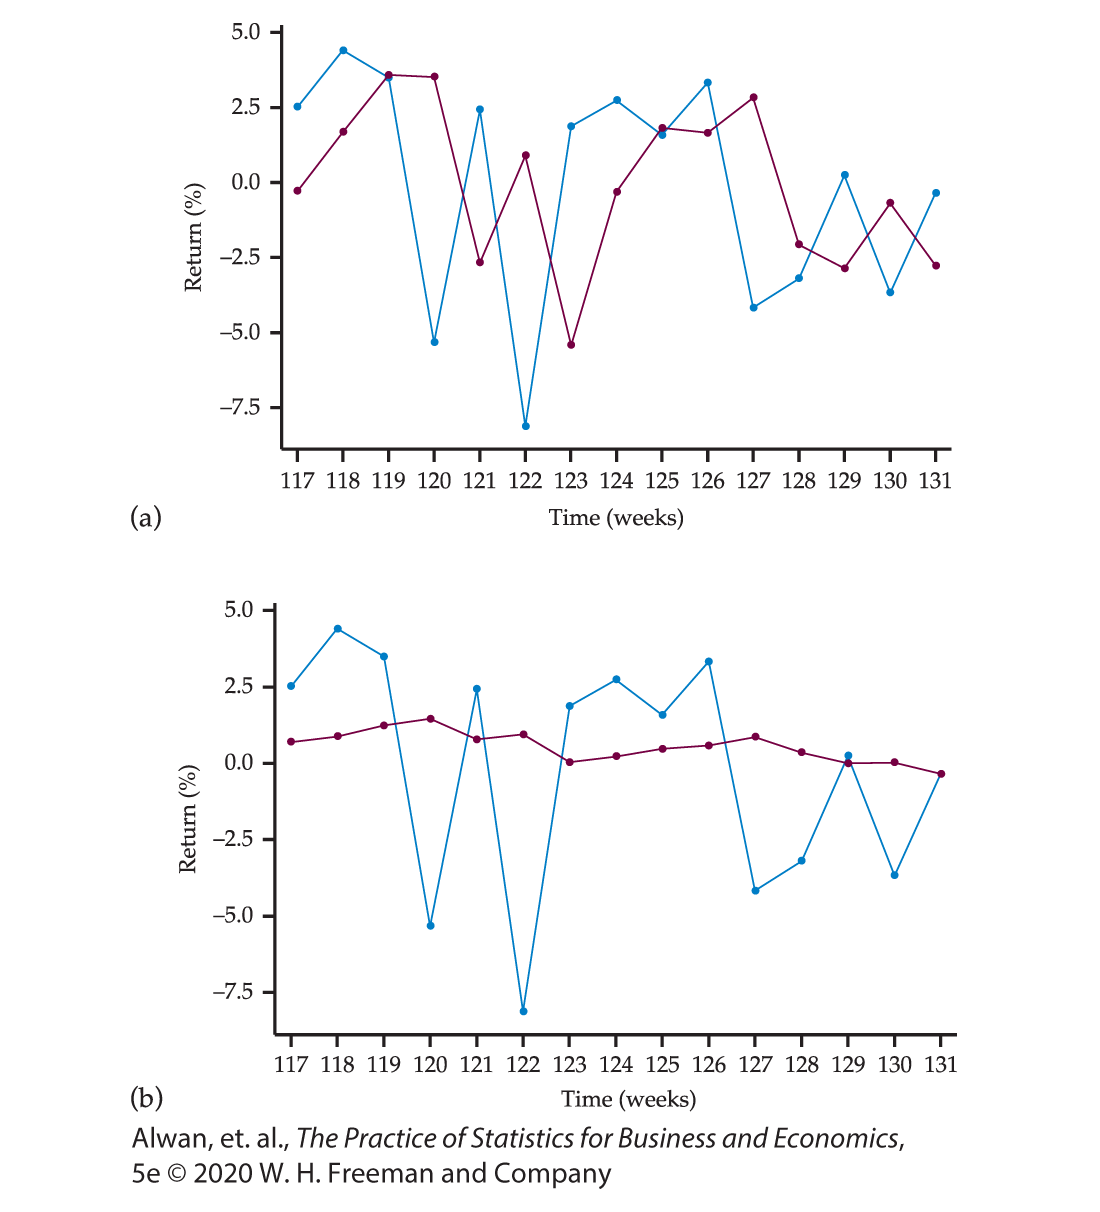 5.0
2.5
0.0
–2.5
–5.0
–7.5
Return (%)
117 118 119 120 121 122 123 124 125 126 127 128 129 130 131
Time (weeks)
(a)
5.0
2.5
0.0
–2.5
–5.0
–7.5
Return (%)
117 118 119 120 121 122 123 124 125 126 127 128 129 130 131
Time (weeks)
(b)
Alwan, et. al., The Practice of Statistics for Business and Economics,
5e © 2020 W. H. Freeman and Company